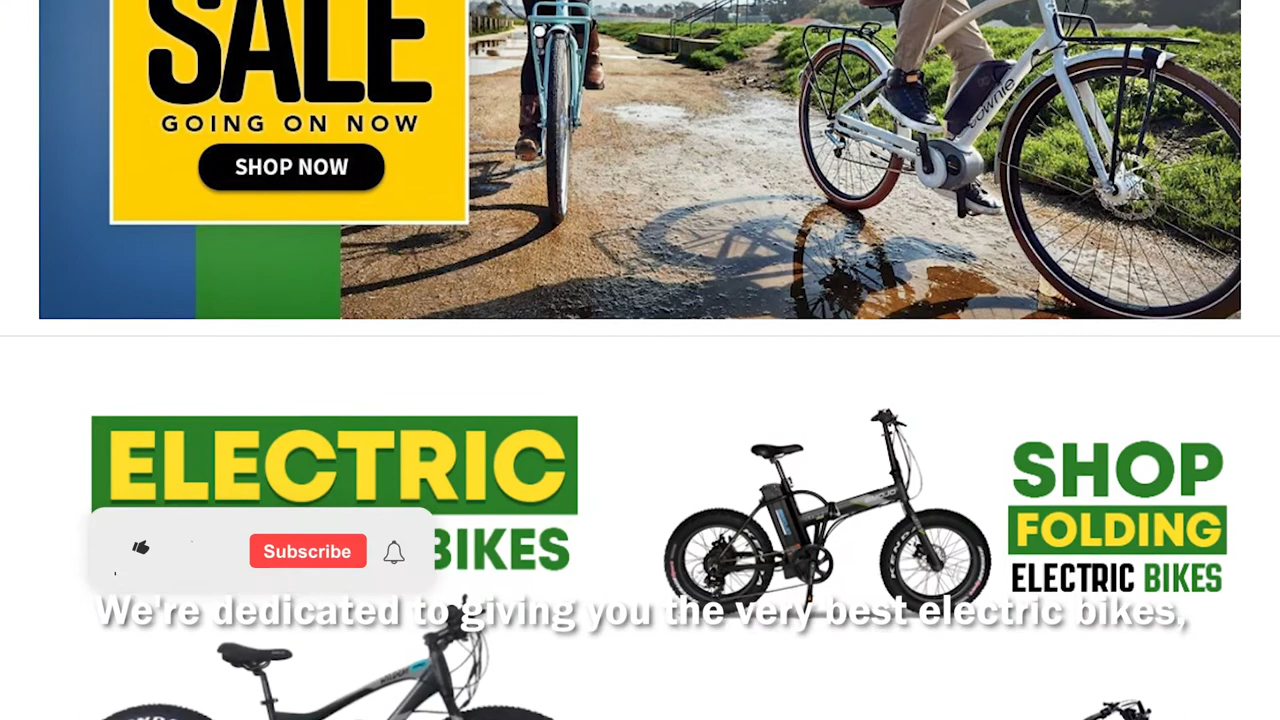 SALE
GOING ON NOW
SHOP NOW
townie
ELECTRIC
BIKES
SHOP
FOLDING
ELECTRIC BIKES
Subscribe
We're dedicated to giving you the very best electric bikes,